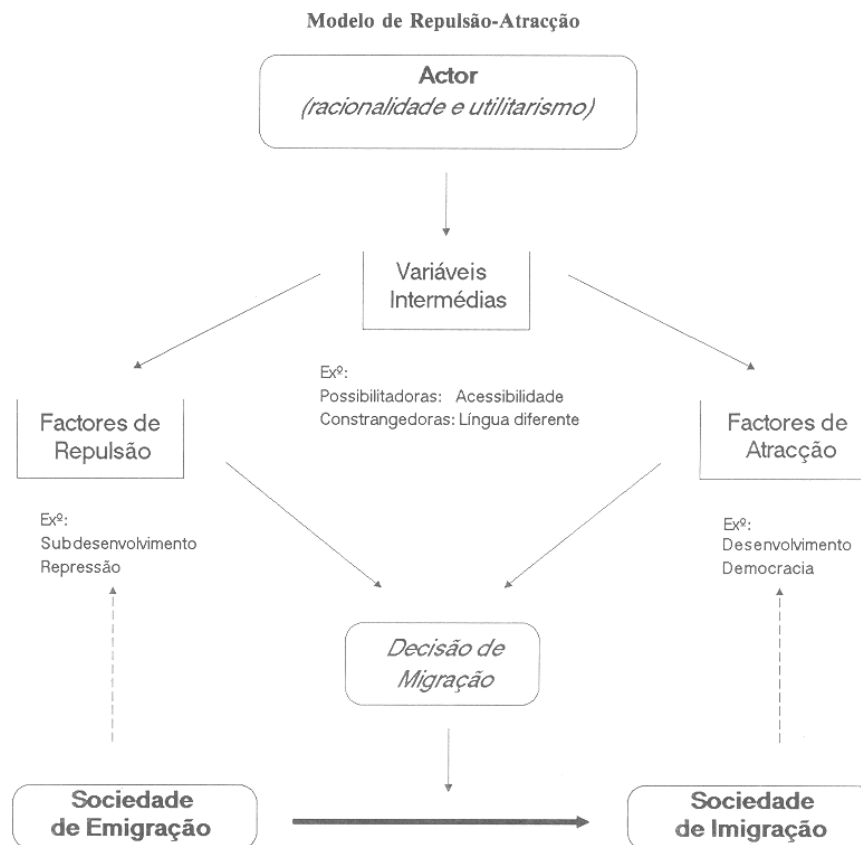 Modelo de Repulsão-Atracção
Actor
(racionalidade e utilitarismo)
Variáveis
Intermédias
Exº:
Possibilitadoras: Acessibilidade
Constrangedoras: Língua diferente
Factores de
Repulsão
Factores de
Atracção
Exº:
Subdesenvolvimento
Repressão
Exº:
Desenvolvimento
Democracia
Decisão de
Migração
Sociedade
de Emigração
Sociedade
de Imigração